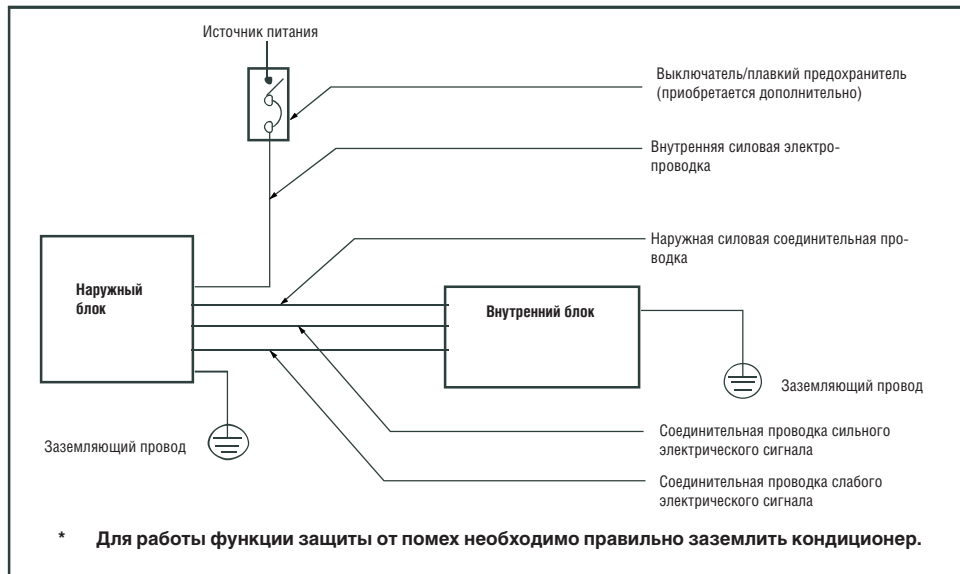 Источник питания
Выключатель/плавкий предохранитель
(приобретается дополнительно)
Внутренняя силовая электро-
проводка
Наружная силовая соединительная про-
водка
Наружный
блок
Внутренний блок
Заземляющий провод
Заземляющий провод
Соединительная проводка сильного
электрического сигнала
Соединительная проводка слабого
электрического сигнала
* Для работы функции защиты от помех необходимо правильно заземлить кондиционер.